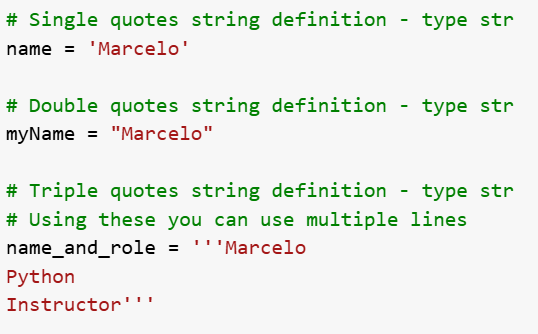 # Single quotes string definition - type str
name = 'Marcelo'
# Double quotes string definition - type str
myName = "Marcelo"
# Triple quotes string definition - type str
# Using these you can use multiple lines
name_and_role = '''Marcelo
Python
Instructor'''